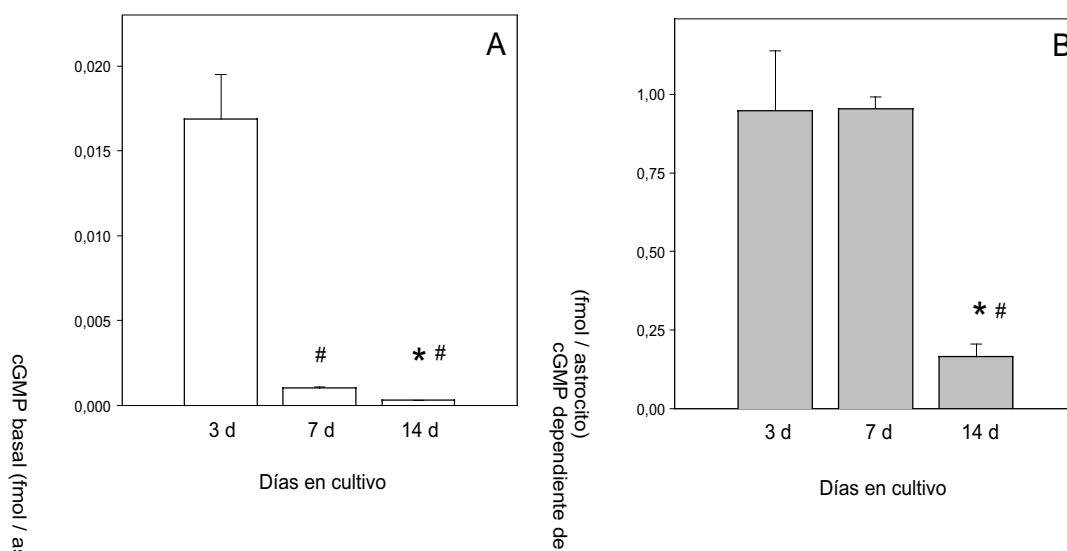 A
0,020
0,015
0,010
0,005
0,000
#
* #
3 d 7 d 14 d
Días en cultivo
cGMP basal (fmol /
B
1,00
0,75
0,50
0,25
0,00
* #
3 d 7 d 14 d
Días en cultivo
cGMP dependiente de
(fmol / astrocito)